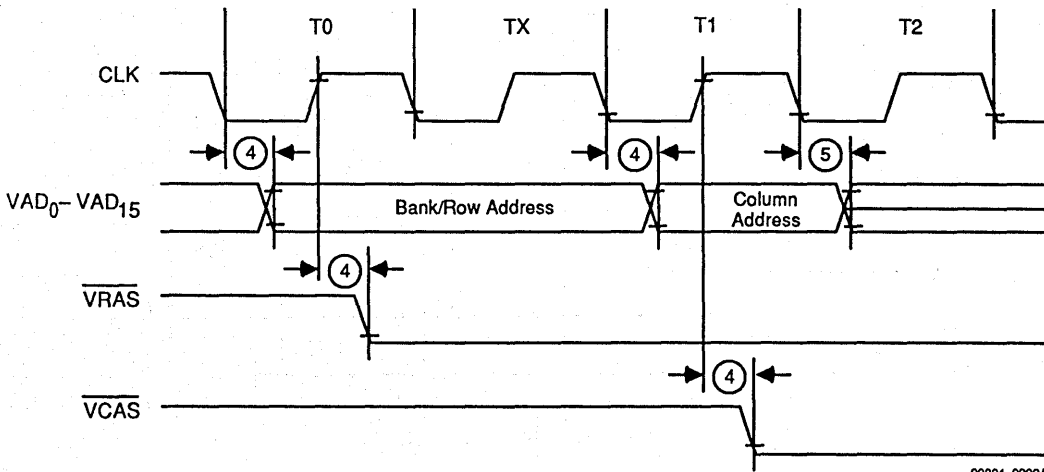 T0 TX T1 T2
CLK
4 4 5
VAD0–VAD15 Bank/Row Address Column
Address
4
VRAS
4
VCAS